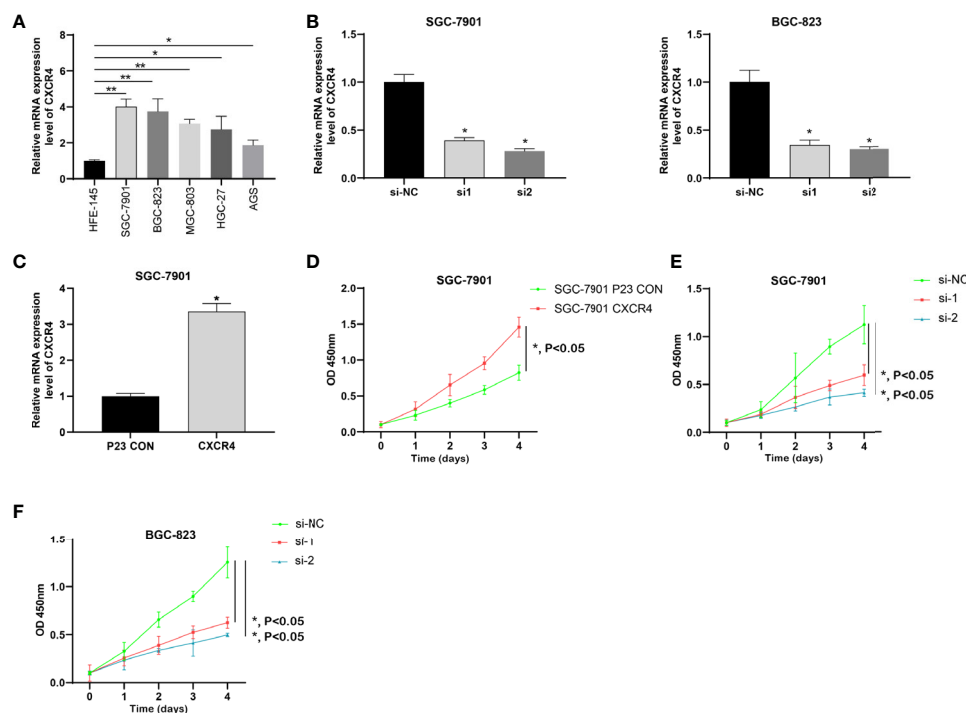 A
Relative mRNA expression
level of CXCR4
8
6
4
2
0
*
*
**
**
**
HFE-145
SGC-7901
BGC-823
MGC-803
HGC-27
AGS
B
SGC-7901
Relative mRNA expression
level of CXCR4
1.5
1.0
0.5
0.0
*
*
si-NC
si1
si2
BGC-823
Relative mRNA expression
level of CXCR4
1.5
1.0
0.5
0.0
*
*
si-NC
si1
si2
C
SGC-7901
Relative mRNA expression
level of CXCR4
4
3
2
1
0
*
P23 CON
CXCR4
D
SGC-7901
SGC-7901 P23 CON
SGC-7901 CXCR4
OD 450nm
2.0
1.5
1.0
0.5
0.0
*, P<0.05
0 1 2 3 4
Time (days)
E
SGC-7901
si-NC
si-1
si-2
OD 450nm
1.5
1.0
0.5
0.0
*, P<0.05
*, P<0.05
0 1 2 3 4
Time (days)
F
BGC-823
si-NC
si-1
si-2
OD 450nm
1.5
1.0
0.5
0.0
*, P<0.05
*, P<0.05
0 1 2 3 4
Time (days)